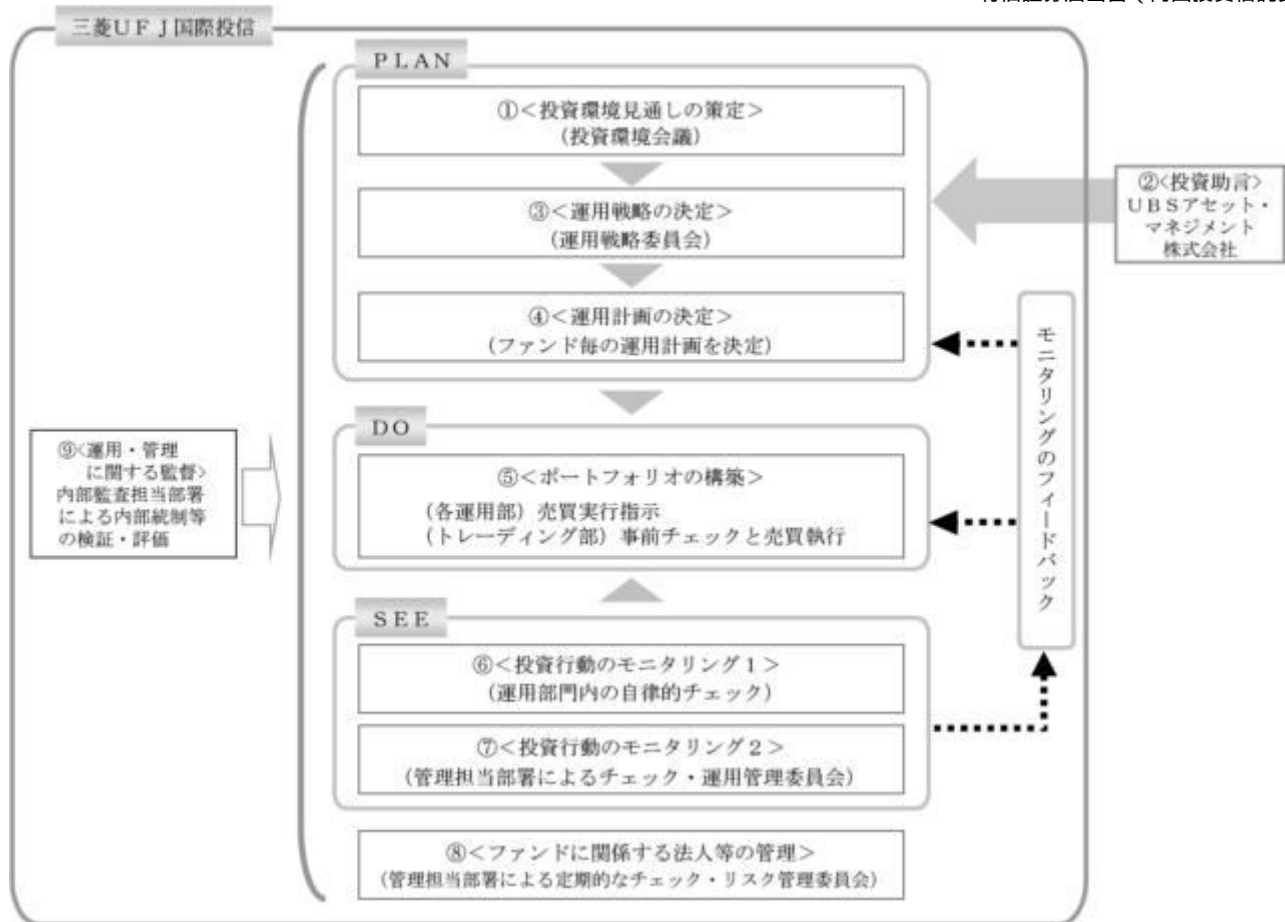 三菱ＵＦＪ国際投信
ＰＬＡＮ
①＜投資環境見通しの策定＞
（投資環境会議）
②<投資助言>
ＵＢＳアセット・
マネジメント
株式会社
③＜運用戦略の決定＞
（運用戦略委員会）
④＜運用計画の決定＞
（ファンド毎の運用計画を決定）
モニタリングのフィードバック
ＤＯ
⑤＜ポートフォリオの構築＞
（各運用部）売買実行指示
（トレーディング部）事前チェックと売買執行
⑨<運用・管理
に関する監督>
内部監査担当部署
による内部統制等
の検証・評価
ＳＥＥ
⑥＜投資行動のモニタリング１＞
（運用部門内の自律的チェック）
⑦＜投資行動のモニタリング２＞
（管理担当部署によるチェック・運用管理委員会）
⑧＜ファンドに関係する法人等の管理＞
（管理担当部署による定期的なチェック・リスク管理委員会）